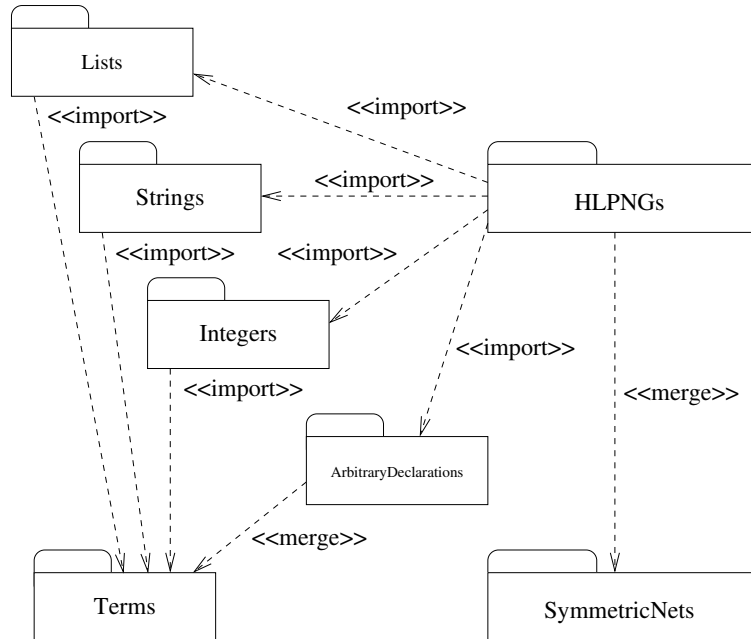 Lists
<<import>>
<<import>>
Strings
<<import>>
HLPNGs
<<import>>
<<import>>
Integers
<<import>>
<<import>>
<<merge>>
ArbitraryDeclarations
<<merge>>
Terms
SymmetricNets